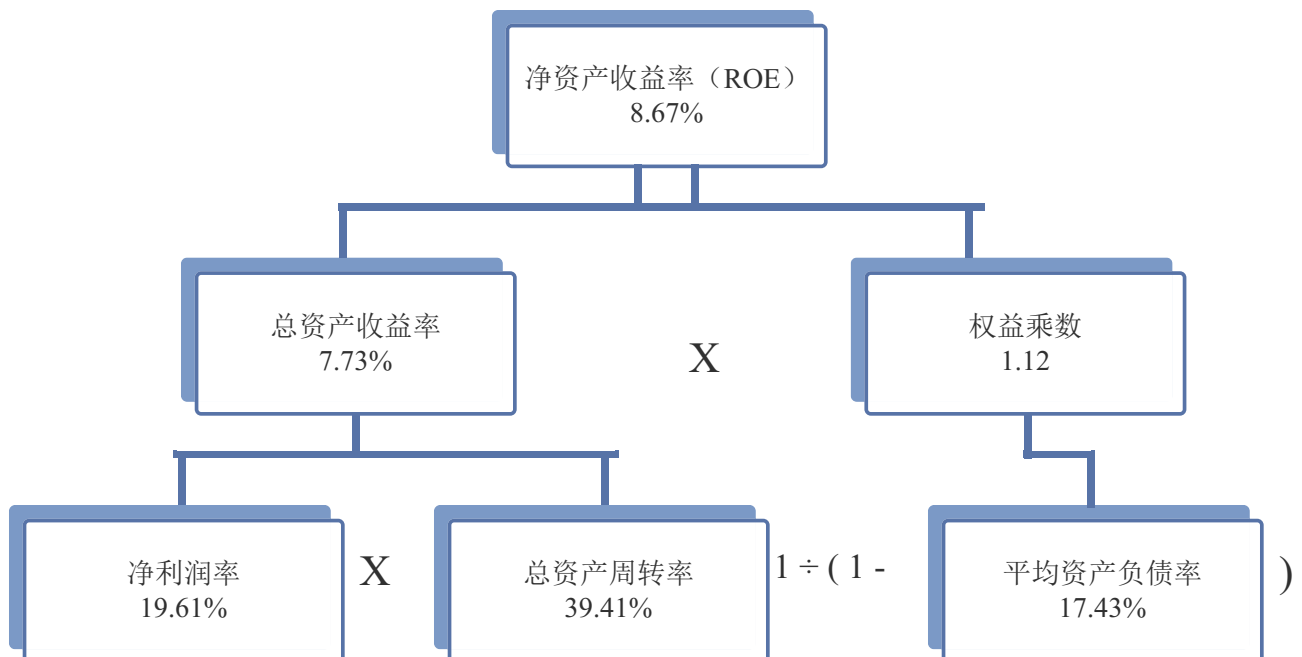 净资产收益率（ROE）
8.67%
总资产收益率
7.73%
X
权益乘数
1.12
净利润率
19.61%
X
总资产周转率
39.41%
1 ÷ ( 1 -
平均资产负债率
17.43%
)